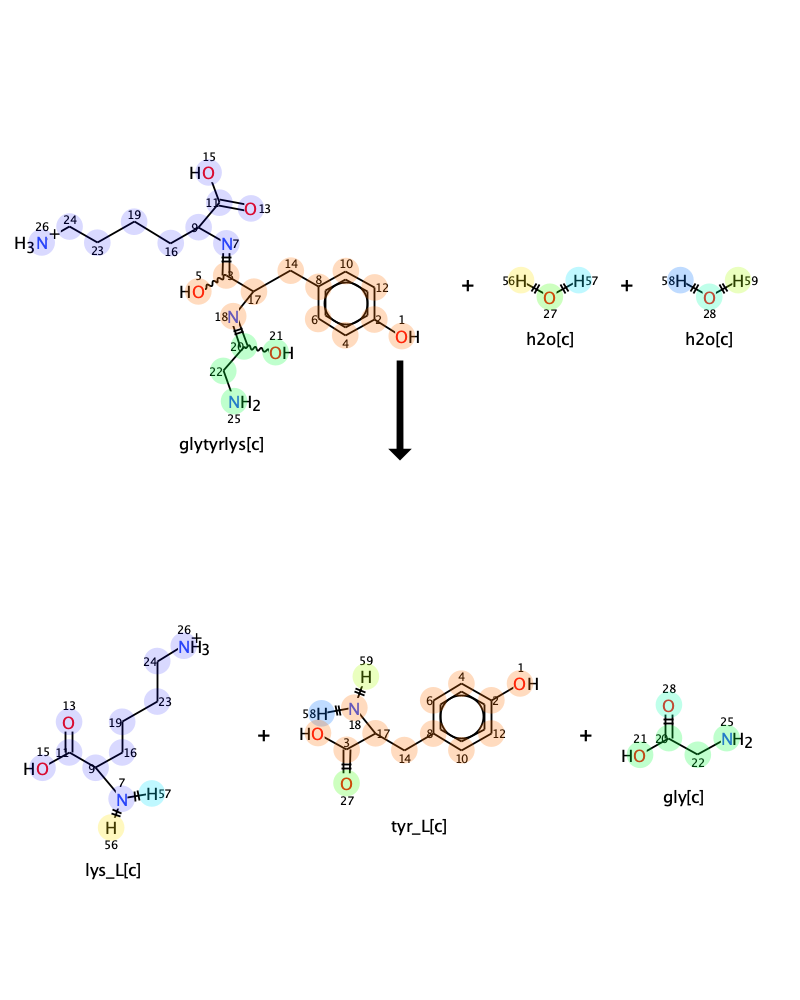 15
HO
11
O 13
24
19
26
H3N+
9
N7
23
16
5
3
14
10
HO
8
12
17
18N
6
2
1
OH
4
20
21
OH
22
NH2
25
glytyrlys[c]
+
56H
H57
O
27
h2o[c]
+
58H
H59
O
28
h2o[c]
26
NH3+
24
23
13
O
19
15
HO
11
16
9
7
N
H57
H
56
lys_L[c]
+
59
H
58H
N
18
HO
3
17
O
27
14
8
6
4
2
1
OH
12
10
tyr_L[c]
+
28
O
21
HO
20
22
25
NH2
gly[c]